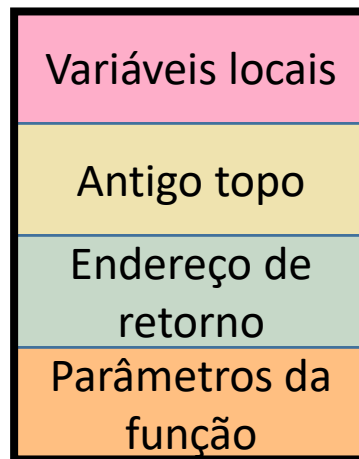 Variáveis locais
Antigo topo
Endereço de
retorno
Parâmetros da
função